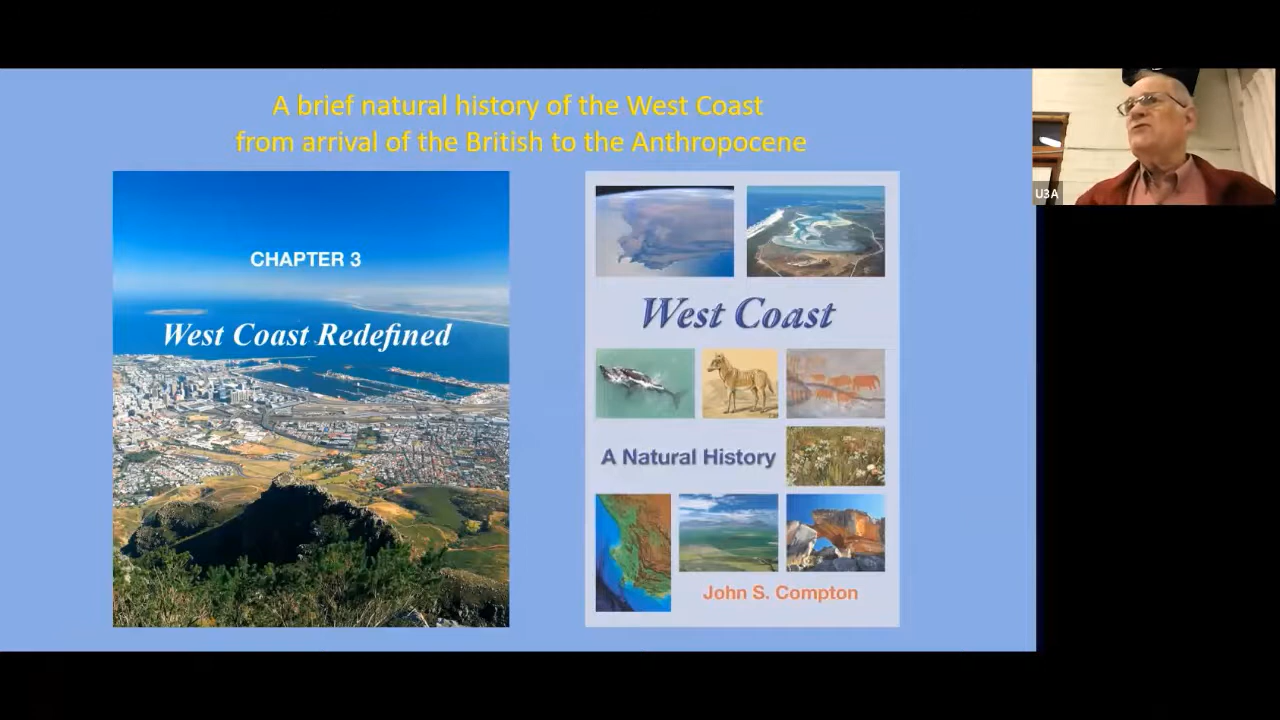 A brief natural history of the West Coast
from arrival of the British to the Anthropocene
CHAPTER 3
West Coast Redefined
West Coast
A Natural History
John S. Compton
U3A